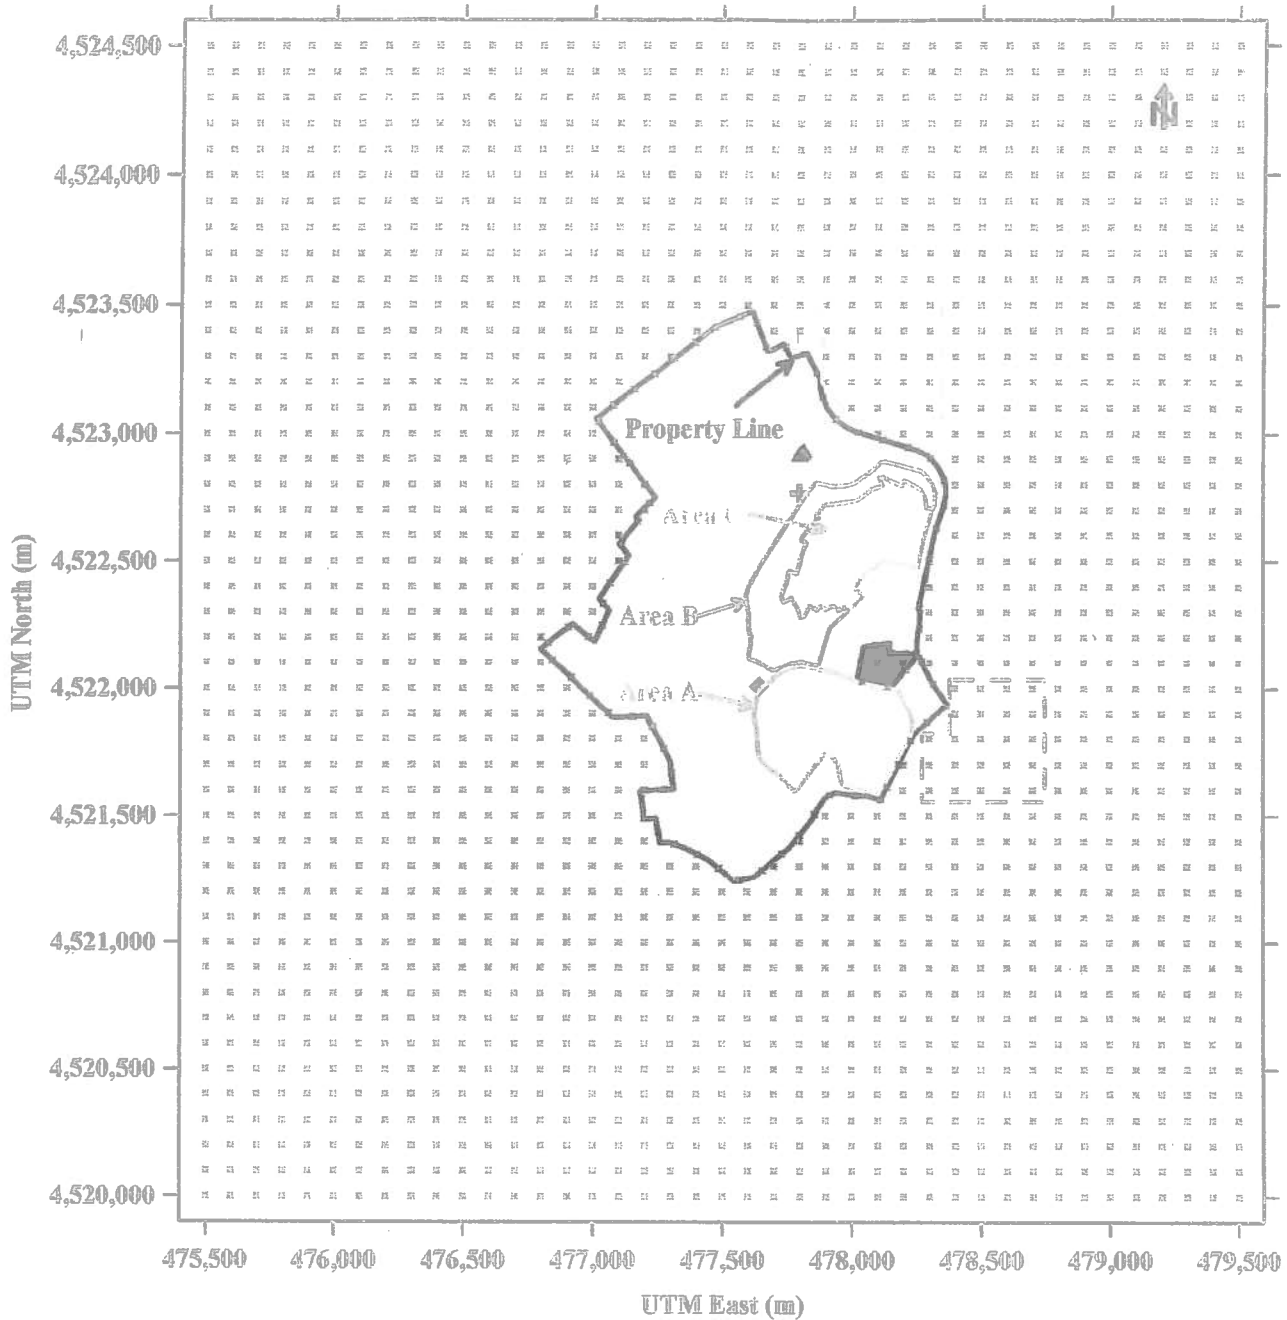 4,524,500
N
4,524,000
4,523,500
4,523,000
Property Line
Area C
4,522,500
Area B
4,522,000
Area A
4,521,500
4,521,000
4,520,500
4,520,000
475,500 476,000 476,500 477,000 477,500 478,000 478,500 479,000 479,500
UTM East (m)
UTM North (m)